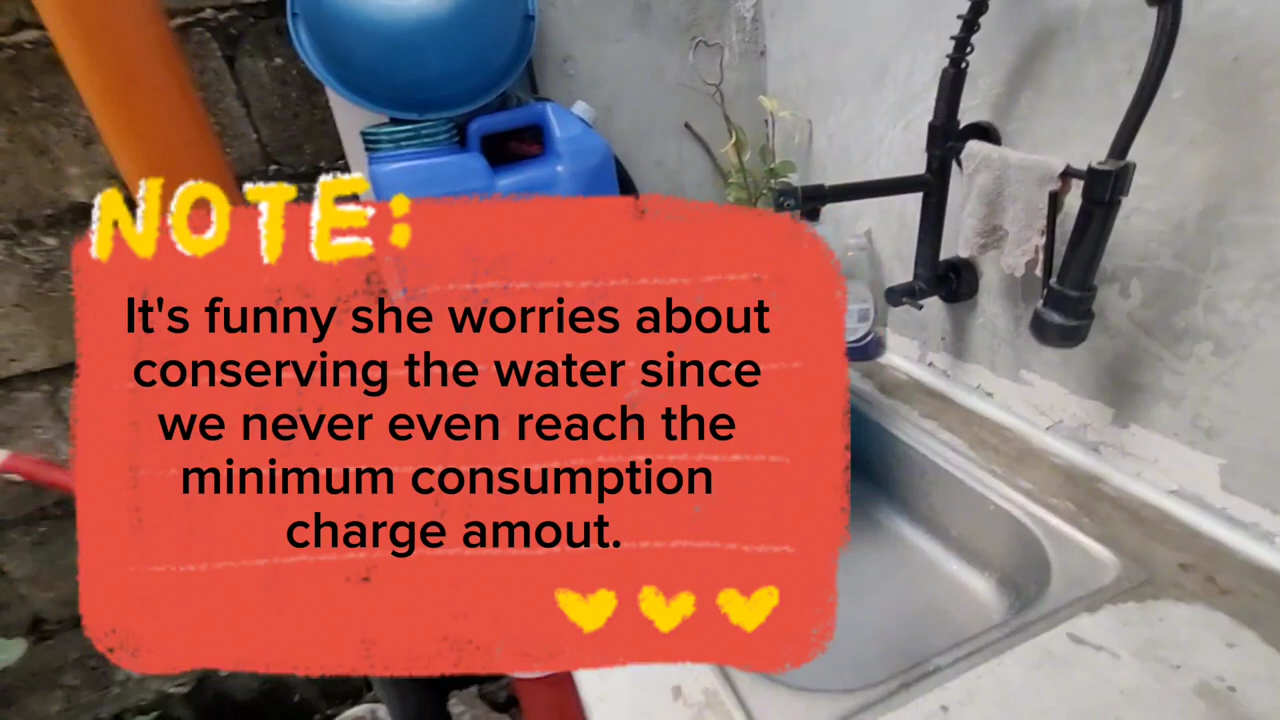 NOTE:
It's funny she worries about
conserving the water since
we never even reach the
minimum consumption
charge amout.